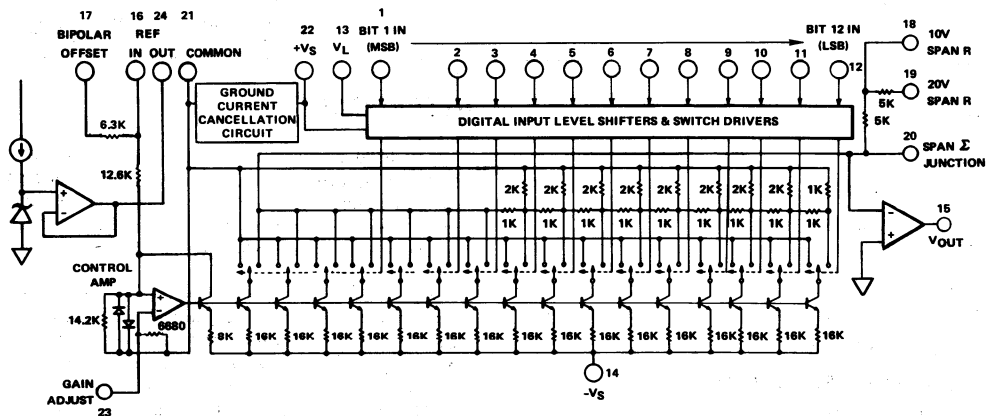 17
BIPOLAR
OFFSET
16 24
REF
IN OUT
21
COMMON
22
+VS
13
VL
1
BIT 1 IN
(MSB)
BIT 12 IN
(LSB)
2 3 4 5 6 7 8 9 10 11 12
18
10V
SPAN R
19
20V
SPAN R
5K
5K
20
SPAN Σ
JUNCTION
GROUND
CURRENT
CANCELLATION
CIRCUIT
DIGITAL INPUT LEVEL SHIFTERS & SWITCH DRIVERS
6.3K
12.6K
2K 2K 2K 2K 2K 2K 2K 1K
1K 1K 1K 1K 1K 1K 1K 1K
+
-
-
+
15
VOUT
CONTROL
AMP
+
-
14.2K
6680
8K 16K 16K 16K 16K 16K 16K 16K 16K 16K 16K 16K 16K 16K 16K 16K
14
-VS
GAIN
ADJUST
23